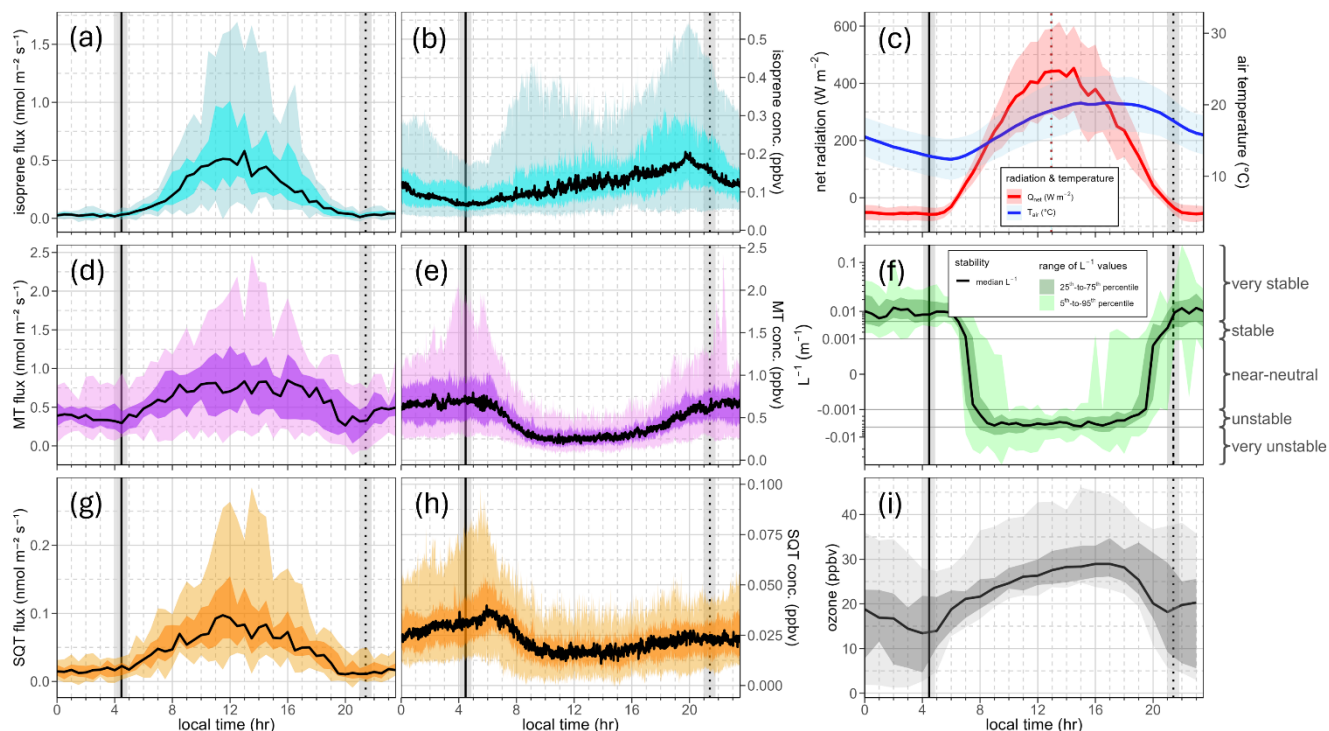 (a)
isoprene flux (nmol m⁻² s⁻¹)
1.5
1.0
0.5
0.0
(b)
0.5
0.4
0.3
0.2
0.1
0.0
isoprene conc. (ppbv)
(c)
net radiation (W m⁻²)
600
400
200
0
30
20
10
air temperature (°C)
radiation & temperature
Qnet (W m⁻²)
Tair (°C)
(d)
MT flux (nmol m⁻² s⁻¹)
2.5
2.0
1.5
1.0
0.5
0.0
(e)
2.5
2.0
1.5
1.0
0.5
0.0
MT conc. (ppbv)
(f)
L⁻¹ (m⁻¹)
0.1
0.01
0.001
0
-0.001
-0.01
stability
median L⁻¹
range of L⁻¹ values
25th-to-75th percentile
5th-to-95th percentile
very stable
stable
near-neutral
unstable
very unstable
(g)
SQT flux (nmol m⁻² s⁻¹)
0.2
0.1
0.0
0 4 8 12 16 20
local time (hr)
(h)
0.100
0.075
0.050
0.025
0.000
SQT conc. (ppbv)
0 4 8 12 16 20
local time (hr)
(i)
ozone (ppbv)
40
30
20
10
0
0 4 8 12 16 20
local time (hr)